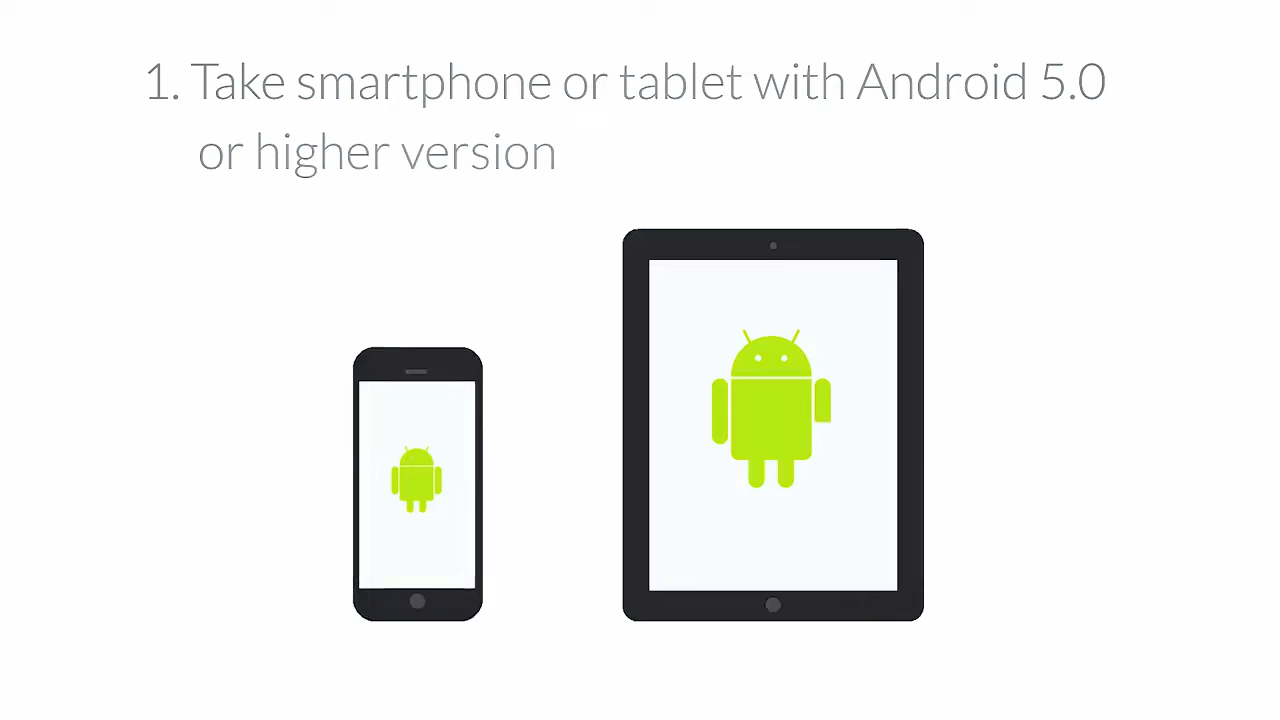 1. Take smartphone or tablet with Android 5.0
or higher version